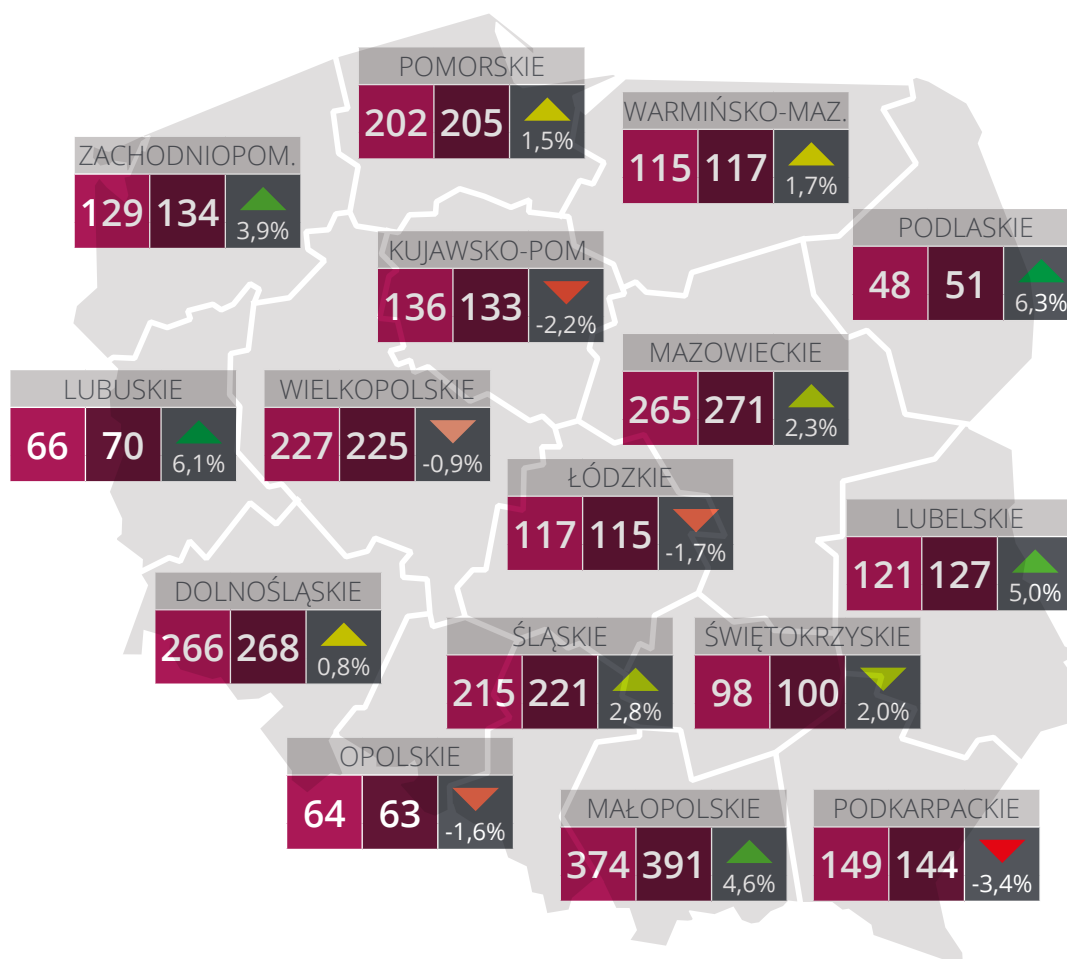 POMORSKIE
202 205 1,5%
WARMIŃSKO-MAZ.
115 117 1,7%
ZACHODNIOPOM.
129 134 3,9%
PODLASKIE
48 51 6,3%
KUJAWSKO-POM.
136 133 -2,2%
MAZOWIECKIE
265 271 2,3%
LUBUSKIE
66 70 6,1%
WIELKOPOLSKIE
227 225 -0,9%
ŁÓDZKIE
117 115 -1,7%
LUBELSKIE
121 127 5,0%
DOLNOŚLĄSKIE
266 268 0,8%
ŚLĄSKIE
215 221 2,8%
ŚWIĘTOKRZYSKIE
98 100 2,0%
OPOLSKIE
64 63 -1,6%
MAŁOPOLSKIE
374 391 4,6%
PODKARPACKIE
149 144 -3,4%